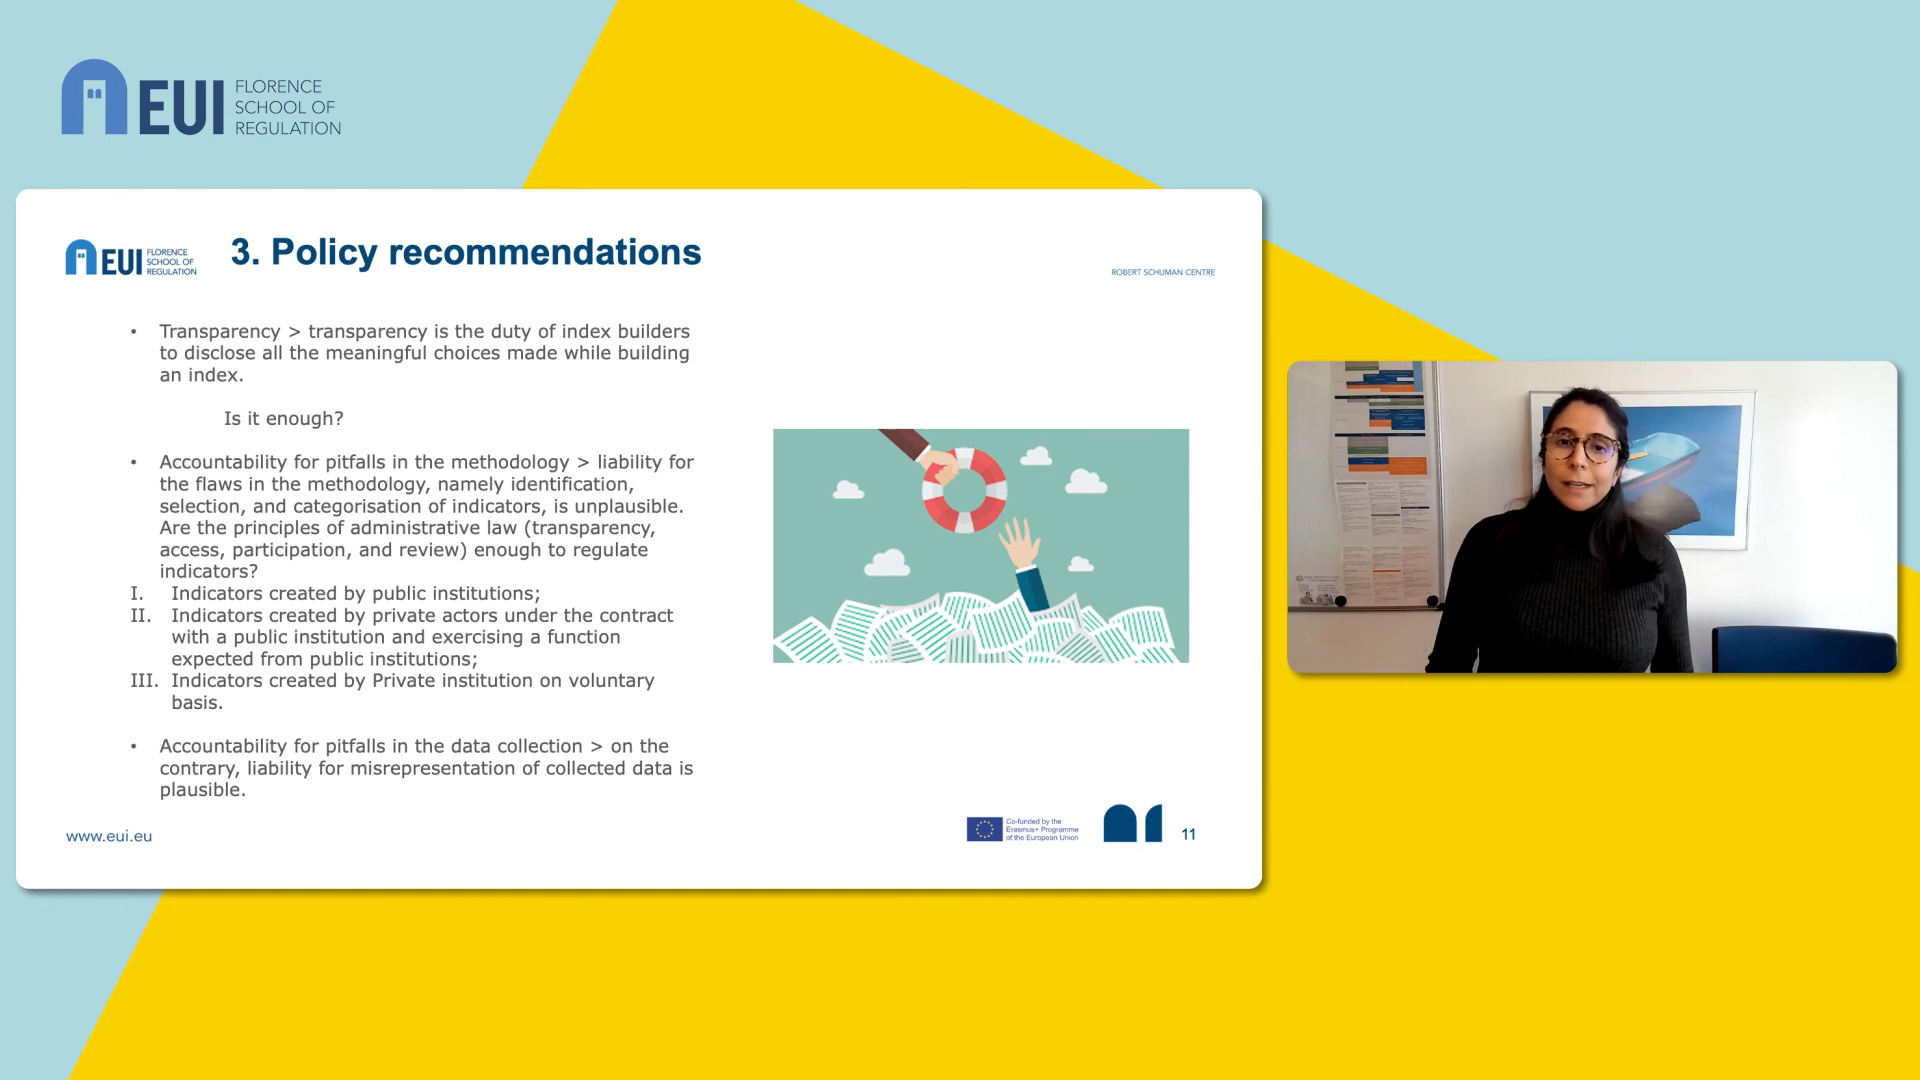 EUI
FLORENCE
SCHOOL OF
REGULATION
EUI
FLORENCE
SCHOOL OF
REGULATION
3. Policy recommendations
ROBERT SCHUMAN CENTRE
• Transparency > transparency is the duty of index builders
to disclose all the meaningful choices made while building
an index.
Is it enough?
• Accountability for pitfalls in the methodology > liability for
the flaws in the methodology, namely identification,
selection, and categorisation of indicators, is unplausible.
Are the principles of administrative law (transparency,
access, participation, and review) enough to regulate
indicators?
I. Indicators created by public institutions;
II. Indicators created by private actors under the contract
with a public institution and exercising a function
expected from public institutions;
III. Indicators created by Private institution on voluntary
basis.
• Accountability for pitfalls in the data collection > on the
contrary, liability for misrepresentation of collected data is
plausible.
www.eui.eu
Co-funded by the
Erasmus+ Programme
of the European Union
11